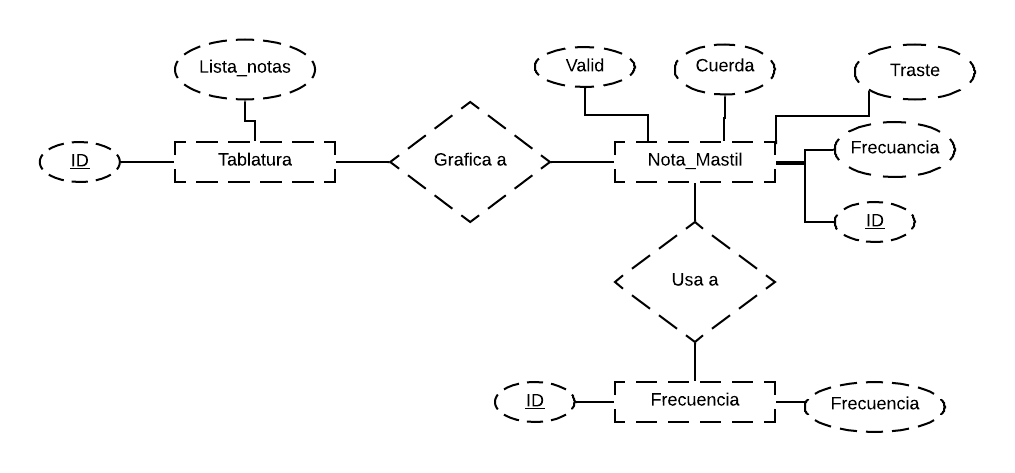 Lista_notas
Valid
Cuerda
Traste
ID
Tablatura
Grafica a
Nota_Mastil
Frecuancia
ID
Usa a
ID
Frecuencia
Frecuencia